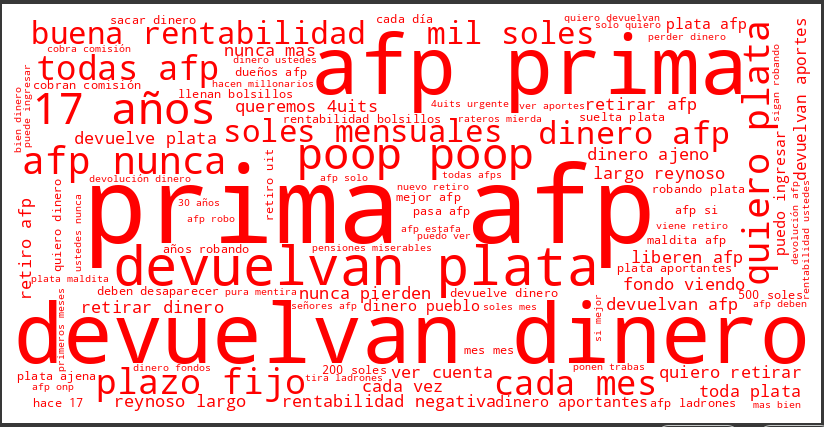 sacar dinero
cada día
quiero devuelvan
solo quiero
plata afp
buena rentabilidad
mil soles
perder dinero
cobra comisión
nunca mas
afp prima
todas afp
dinero ustedes
dueños afp
cobran comisión
hacen millonarios
llenan bolsillos
17 años
queremos 4uits
4uits urgente
ver aportes
retirar afp
rentabilidad bolsillos
rateros mierda
suelta plata
devuelve plata
soles mensuales
dinero afp
afp nunca
poop poop
dinero ajeno
largo reynoso
bien dinero
puede ingresar
quiero plata
sigan robando
devuelvan aportes
puedo ingresar
devolución afp
rentabilidad ustedes
devolución dinero
retiro uit
afp solo
todas afps
nuevo retiro
mejor afp
robando plata
prima afp
30 años
afp robo
pasa afp
afp si
afp estafa
puedo ver
viene retiro
maldita afp
retiro afp
quiero dinero
ustedes nunca
años robando
pensiones miserables
liberen afp
devuelvan plata
plata aportantes
plata maldita
fondo viendo
deben desaparecer
pura mentira
nunca pierden
devuelve dinero
500 soles
retirar dinero
señores afp
dinero pueblo
soles mes
devuelvan afp
afp deben
primeros meses
si mejor
devuelvan dinero
mes mes
dinero fondos
ponen trabas
plata ajena
plazo fijo
200 soles
ver cuenta
quiero retirar
afp onp
tira ladrones
cada vez
cada mes
toda plata
hace 17
reynoso largo
rentabilidad negativa
dinero aportantes
afp ladrones
mas bien